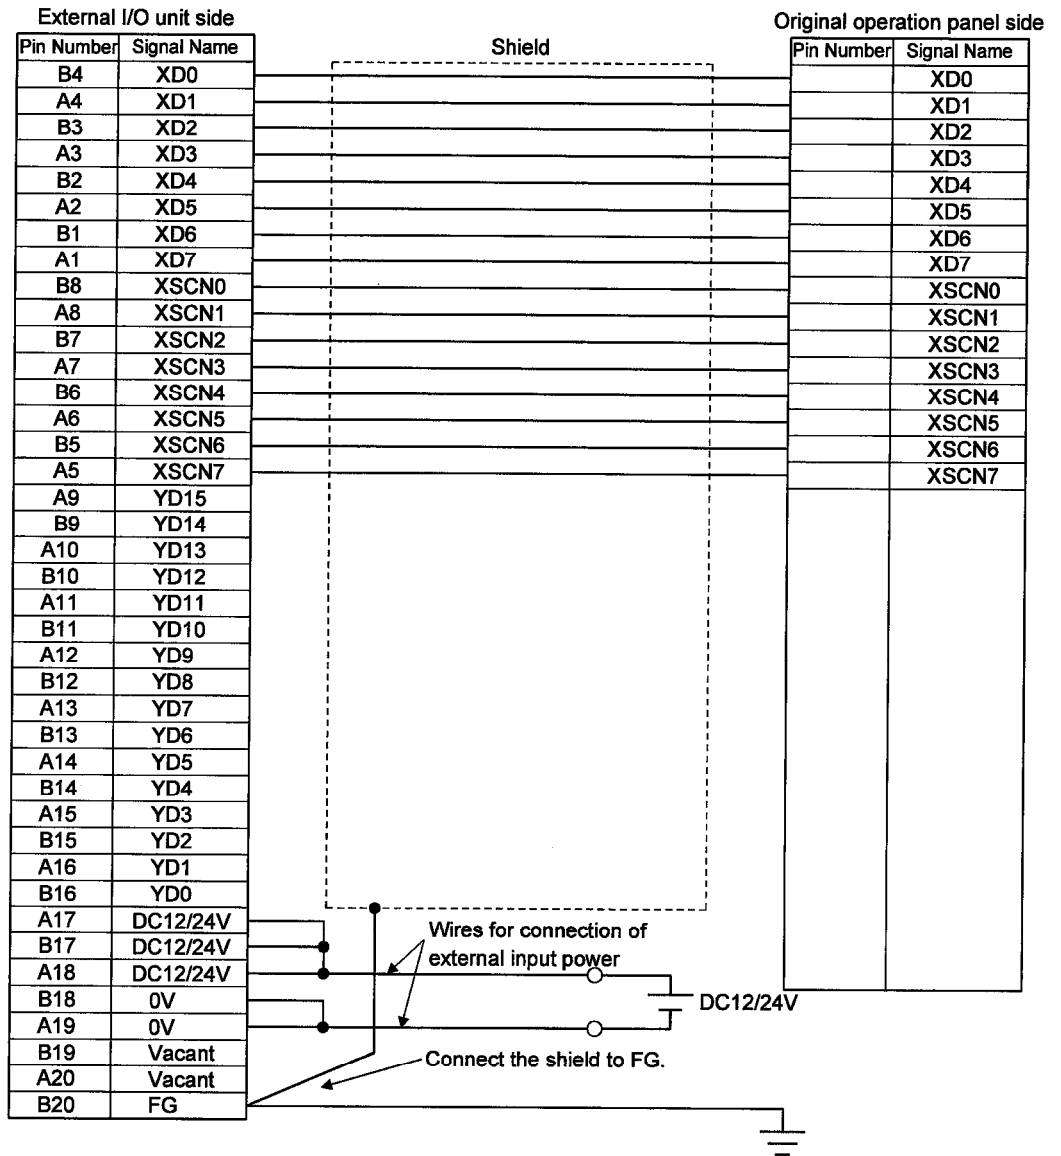 External I/O unit side
Original operation panel side
Pin Number Signal Name
Shield
Pin Number Signal Name
B4 XD0 XD0
A4 XD1 XD1
B3 XD2 XD2
A3 XD3 XD3
B2 XD4 XD4
A2 XD5 XD5
B1 XD6 XD6
A1 XD7 XD7
B8 XSCN0 XSCN0
A8 XSCN1 XSCN1
B7 XSCN2 XSCN2
A7 XSCN3 XSCN3
B6 XSCN4 XSCN4
A6 XSCN5 XSCN5
B5 XSCN6 XSCN6
A5 XSCN7 XSCN7
A9 YD15
B9 YD14
A10 YD13
B10 YD12
A11 YD11
B11 YD10
A12 YD9
B12 YD8
A13 YD7
B13 YD6
A14 YD5
B14 YD4
A15 YD3
B15 YD2
A16 YD1
B16 YD0
A17 DC12/24V
B17 DC12/24V
A18 DC12/24V
B18 0V
A19 0V
B19 Vacant
A20 Vacant
B20 FG
Wires for connection of
external input power
DC12/24V
Connect the shield to FG.